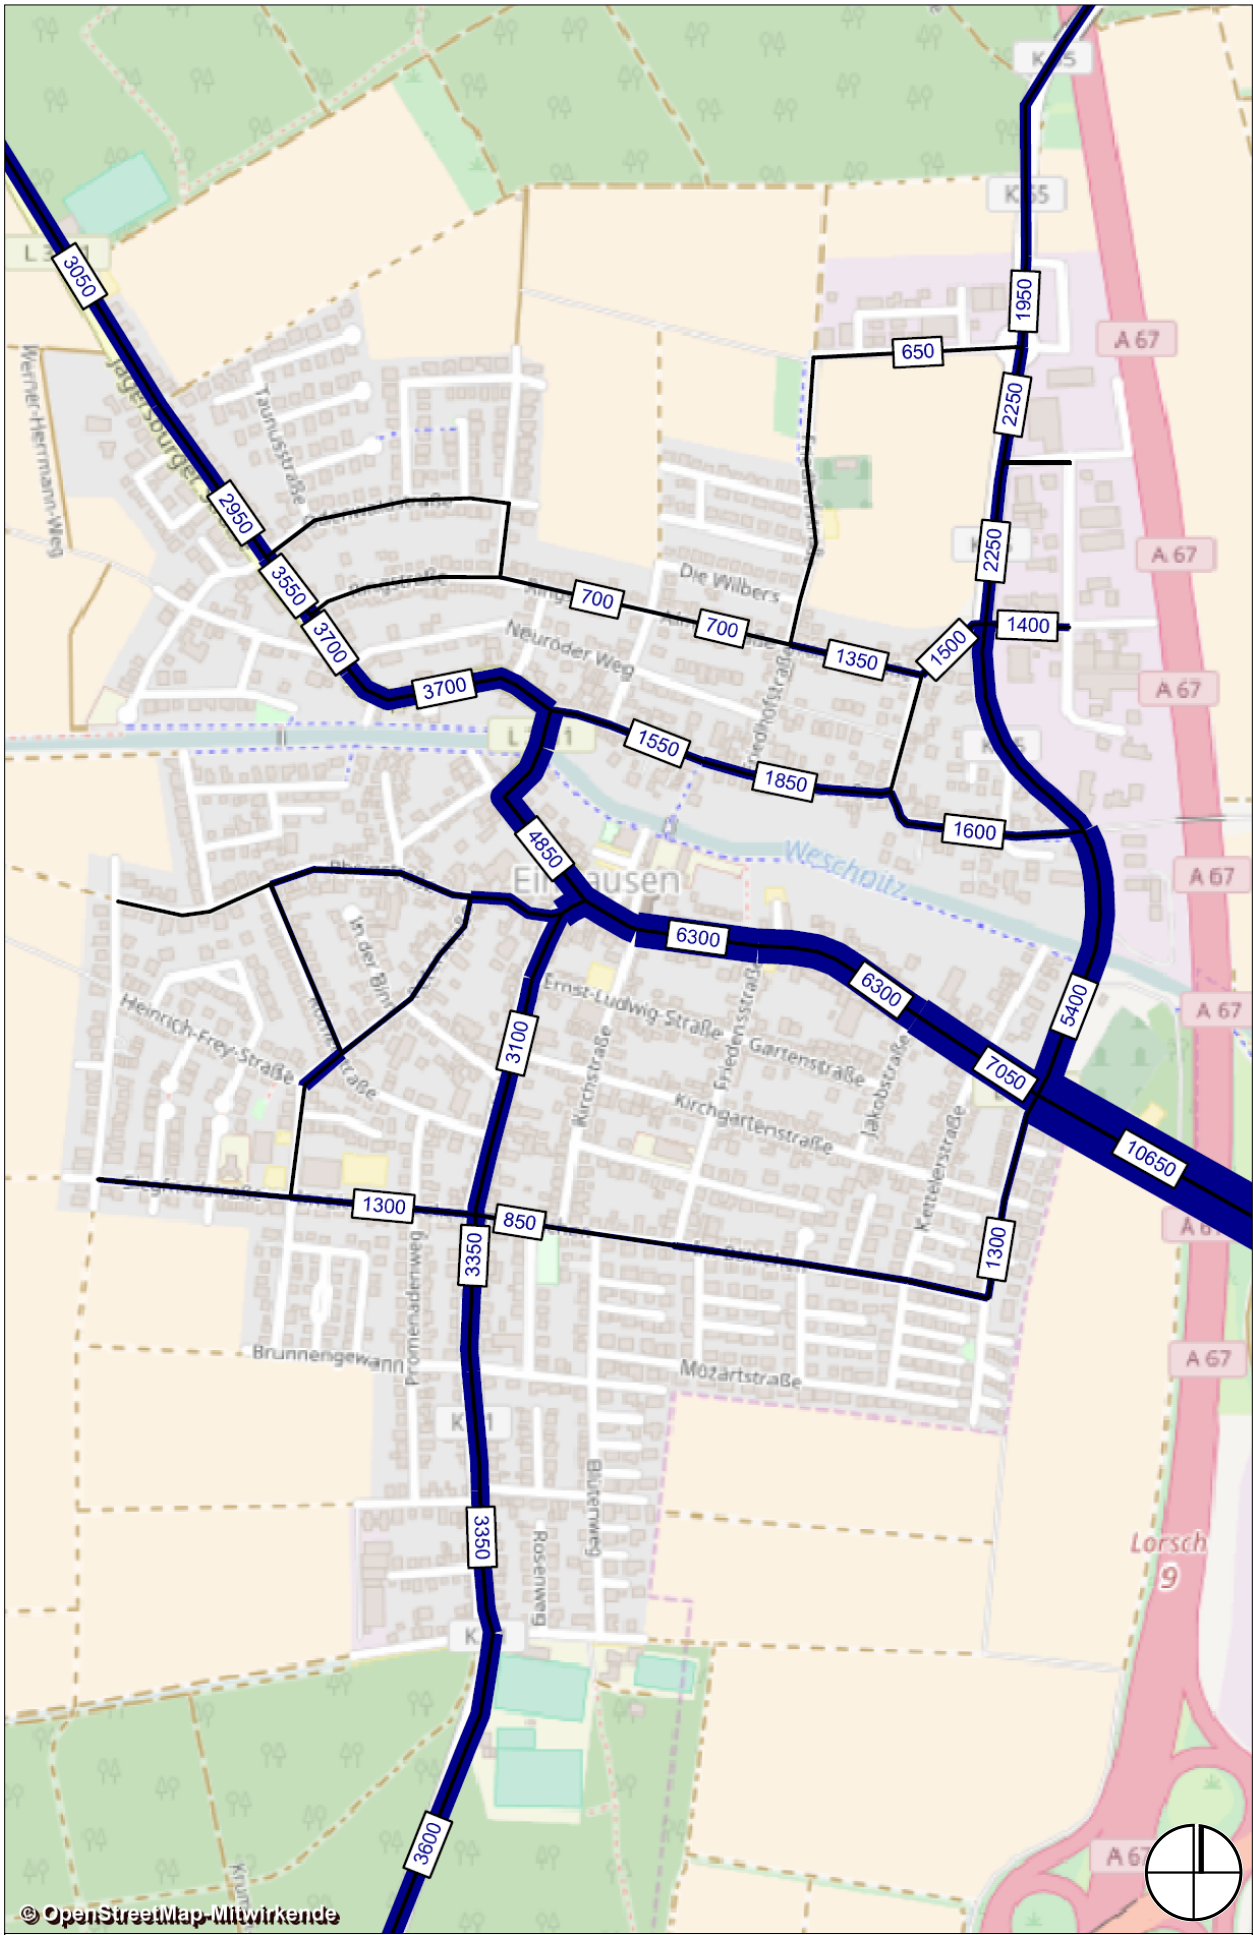 A 67
1950
650
3050
2250
Werner-Herrmann-Weg
Taunusstraße
2950
2250
A 67
3550
Die Wilbers
700
700
1400
3700
Neuröder Weg
1350
1500
3700
A 67
1550
1850
1600
4850
Weschnitz
A 67
6300
6300
In der Bin
Ernst-Ludwig-Straße
5400
A 67
Heinrich-Frey-Straße
3100
Friedensstraße
Gartenstraße
7050
Kirchstraße
Kirchgartenstraße
Jakobstraße
10650
Kettelerstraße
1300
850
3350
1300
Promenadenweg
Brunnengewann
Mozartstraße
A 67
Blütenweg
3350
Rosenweg
Lorsch
9
3600
A 67
© OpenStreetMap-Mitwirkende